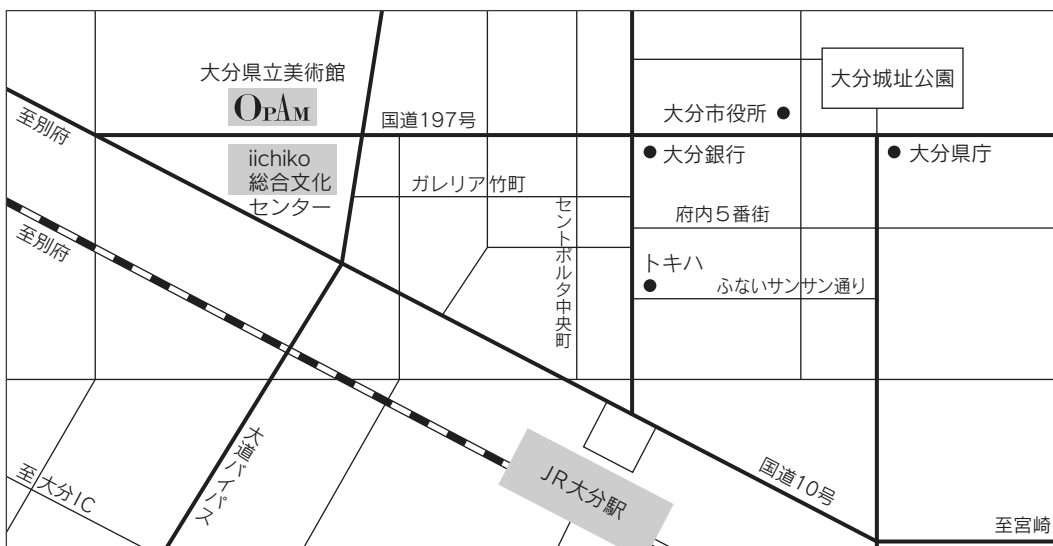 大分県立美術館
OPAM
至別府
国道197号
大分市役所
大分城址公園
iichiko
総合文化
センター
大分銀行
大分県庁
ガレリア竹町
府内5番街
至別府
セントポルタ中央町
トキハ
ふないサンサン通り
大道バイパス
至 大分IC
JR大分駅
国道10号
至宮崎